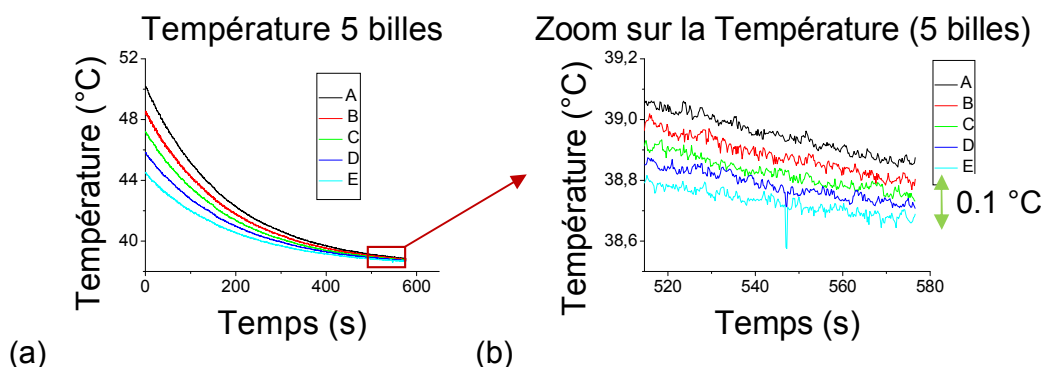 Température 5 billes
Température (°C)
52
48
44
40
A
B
C
D
E
0
200
400
600
Temps (s)
(a)
Zoom sur la Température (5 billes)
Température (°C)
39,2
39,0
38,8
38,6
A
B
C
D
E
0.1 °C
520
540
560
580
Temps (s)
(b)